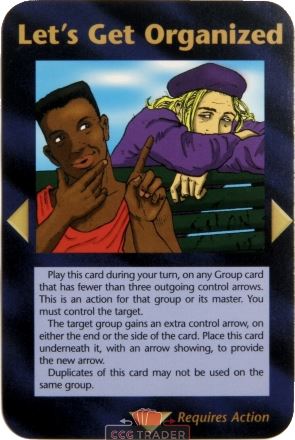 Let's Get Organized
Play this card during your turn, on any Group card
that has fewer than three outgoing control arrows.
This is an action for that group or its master. You
must control the target.
The target group gains an extra control arrow, on
either the end or the side of the card. Place this card
underneath it, with an arrow showing, to provide
the new arrow.
Duplicates of this card may not be used on the
same group.
Requires Action
CCG TRADER